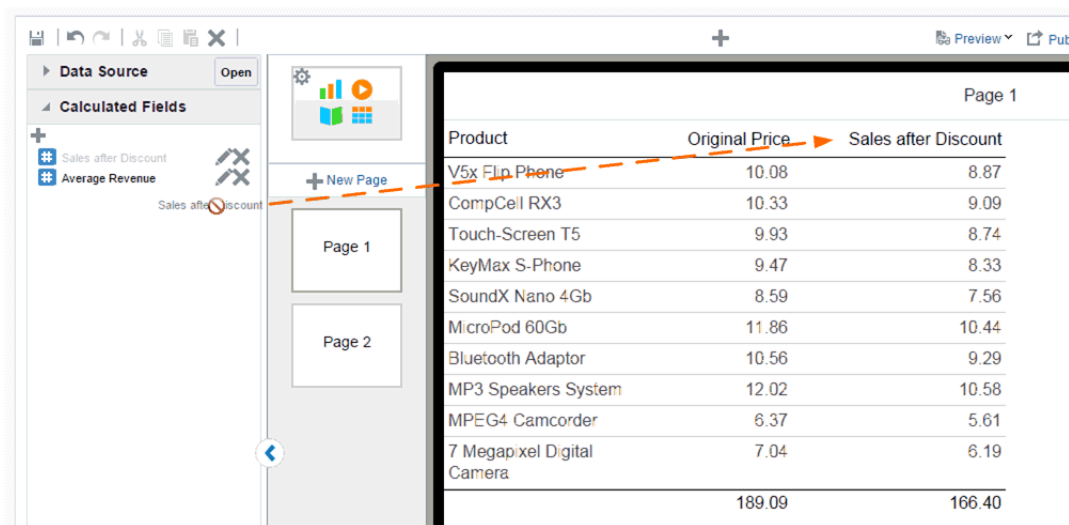 Preview
Pub
Data Source
Open
Calculated Fields
Sales after Discount
Average Revenue
Sales after Discount
New Page
Page 1
Page 2
Page 1
Product Original Price Sales after Discount
V5x Flip Phone 10.08 8.87
CompCell RX3 10.33 9.09
Touch-Screen T5 9.93 8.74
KeyMax S-Phone 9.47 8.33
SoundX Nano 4Gb 8.59 7.56
MicroPod 60Gb 11.86 10.44
Bluetooth Adaptor 10.56 9.29
MP3 Speakers System 12.02 10.58
MPEG4 Camcorder 6.37 5.61
7 Megapixel Digital 7.04 6.19
Camera
189.09 166.40